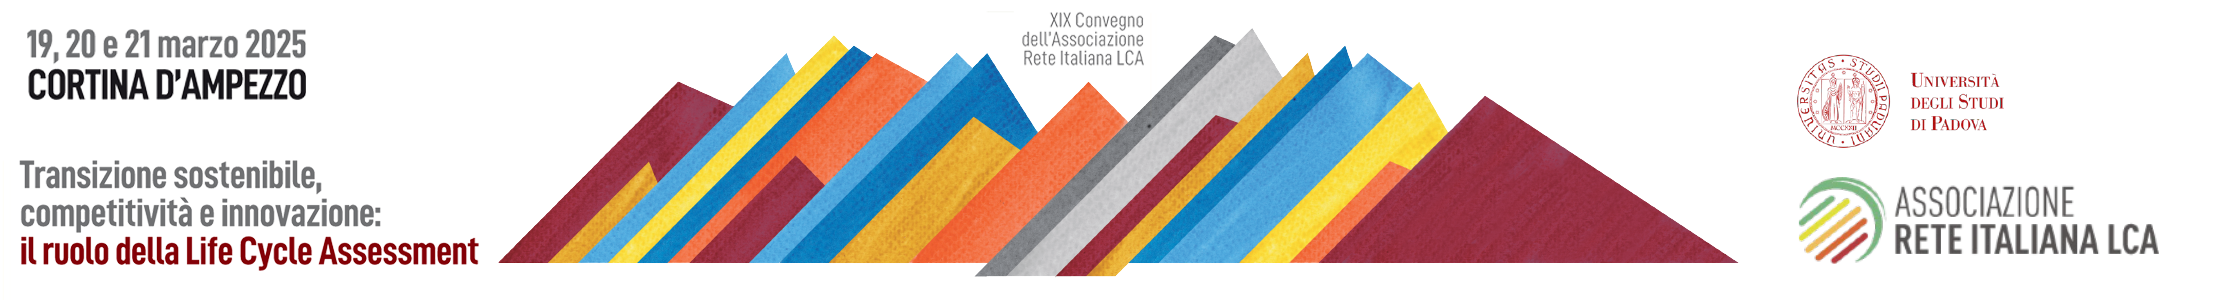 19, 20 e 21 marzo 2025
CORTINA D'AMPEZZO
Transizione sostenibile,
competitività e innovazione:
il ruolo della Life Cycle Assessment
XIX Convegno
dell'Associazione
Rete Italiana LCA
UNIVERSITÀ
DEGLI STUDI
DI PADOVA
ASSOCIAZIONE
RETE ITALIANA LCA